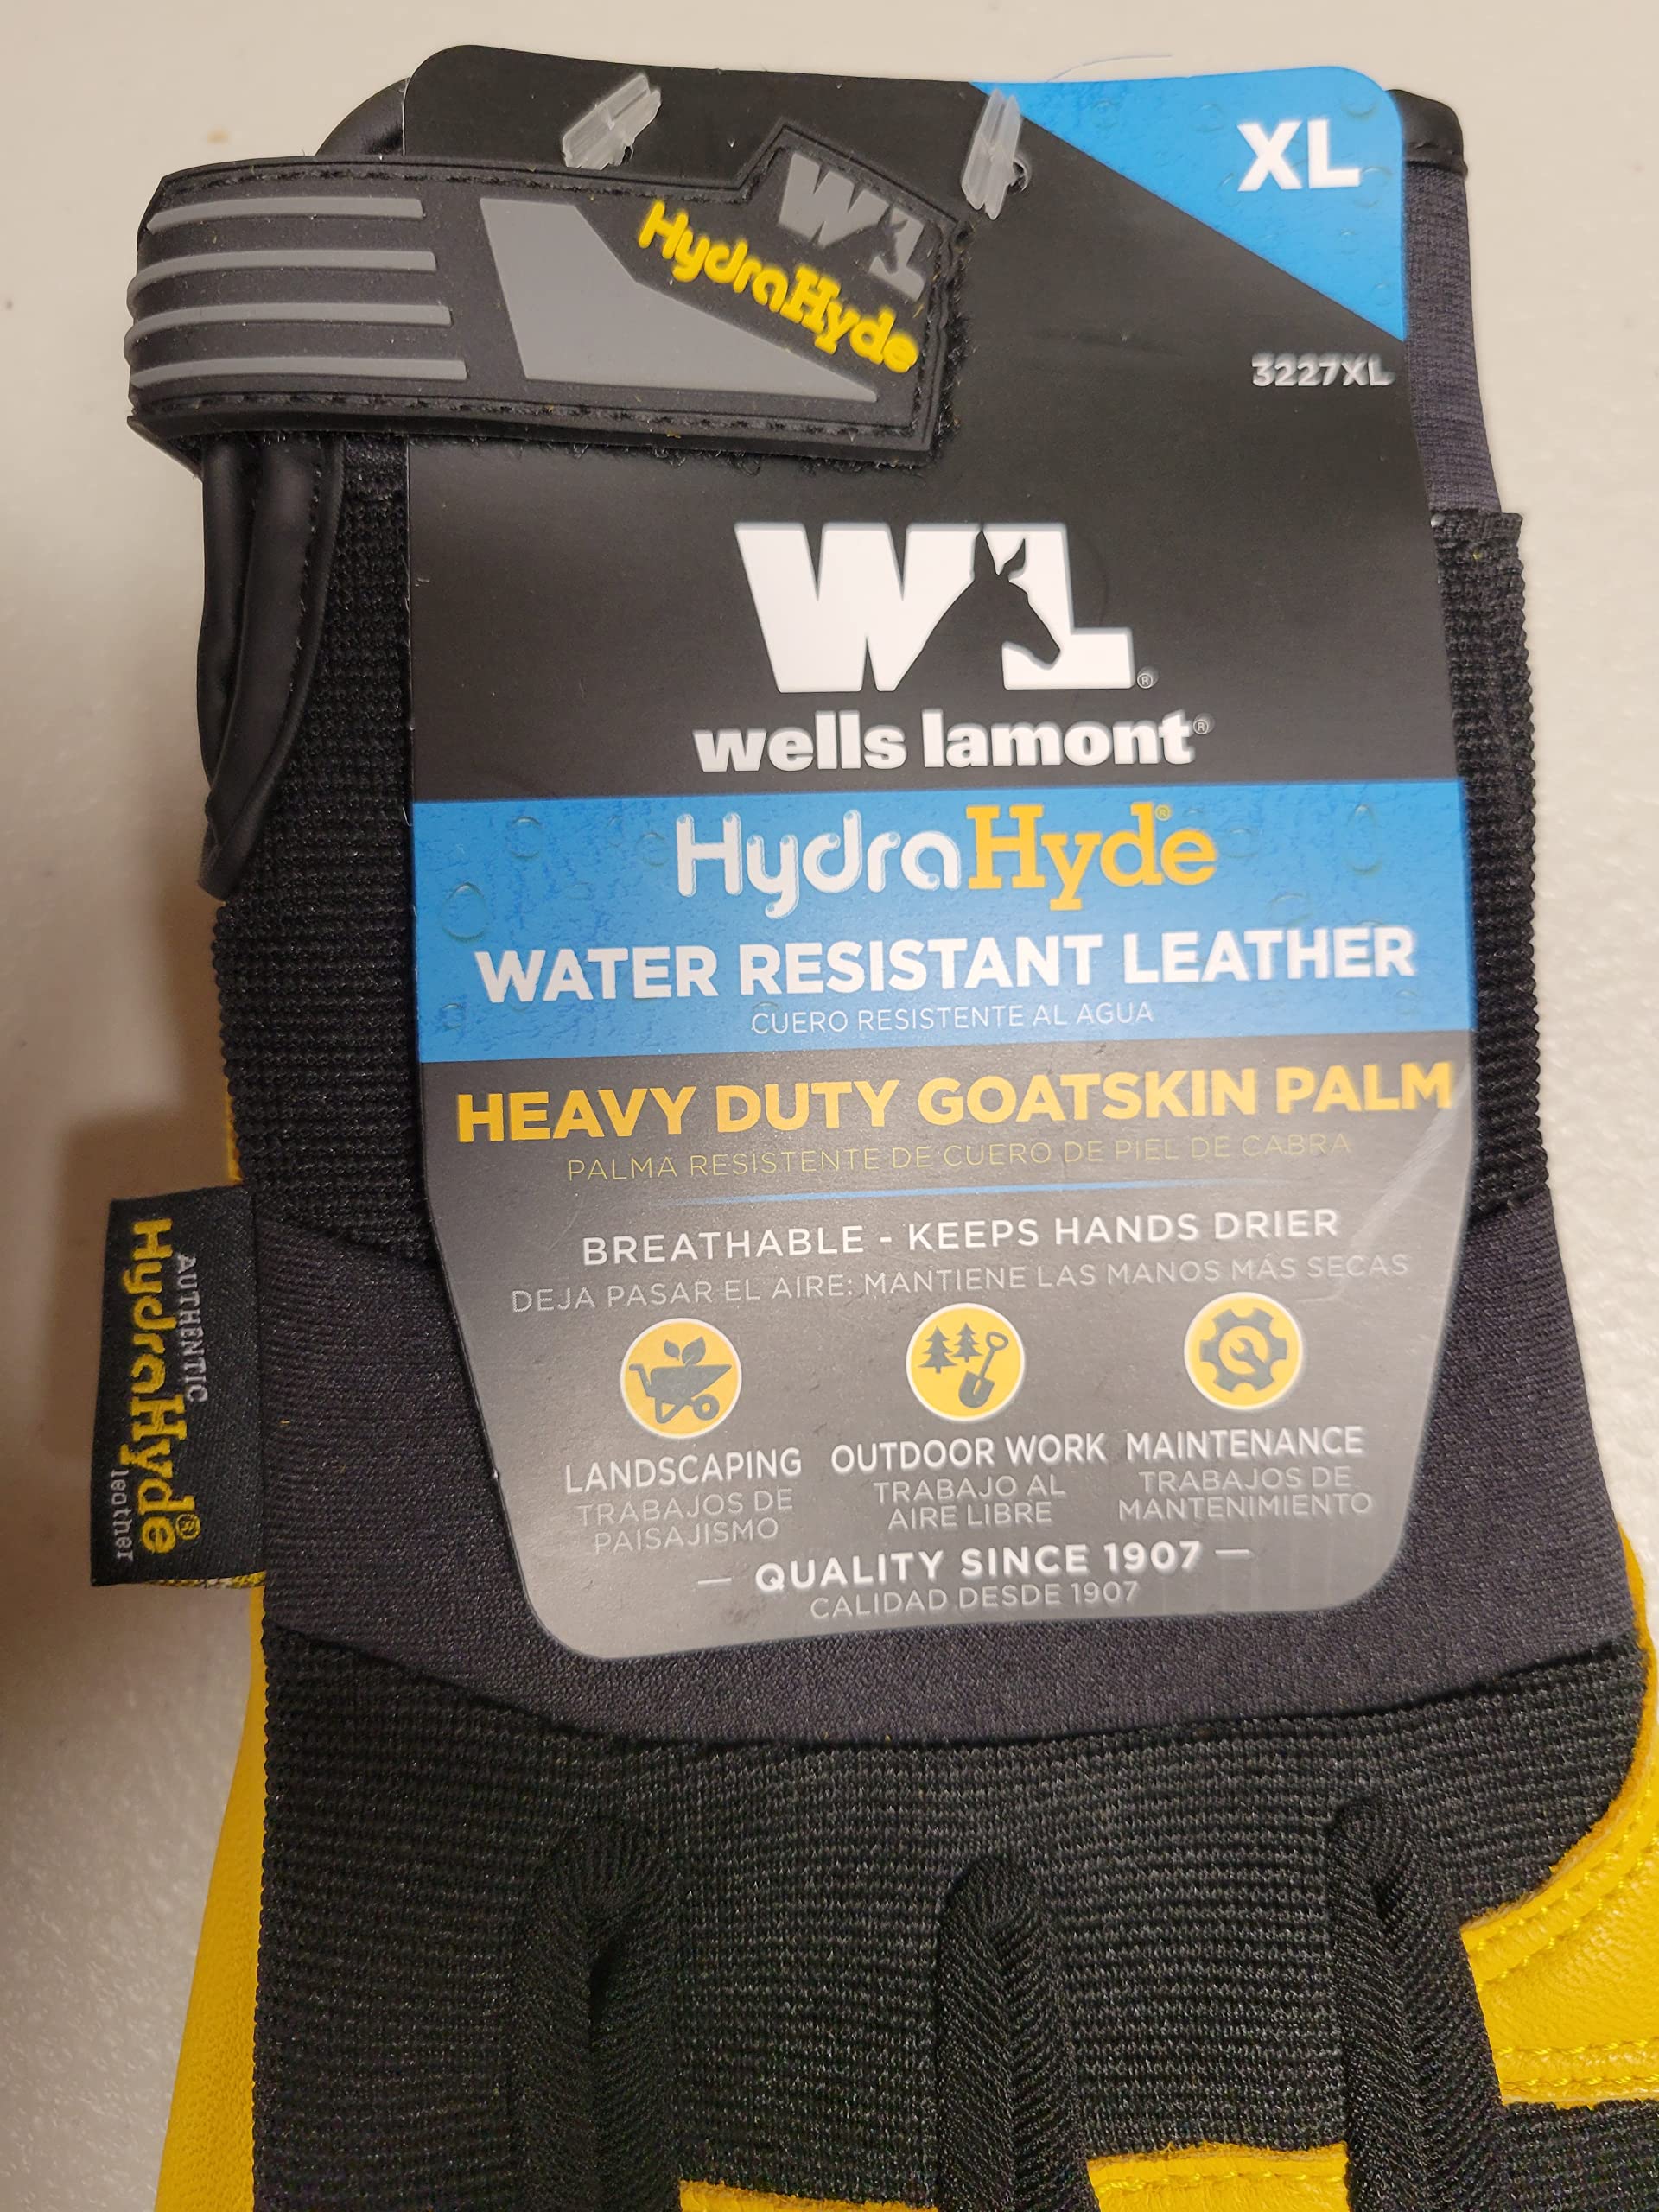 XL
WL
HydraHyde
3227XL
WL®
wells lamont®
HydraHyde®
WATER RESISTANT LEATHER
CUERO RESISTENTE AL AGUA
HEAVY DUTY GOATSKIN PALM
PALMA RESISTENTE DE CUERO DE PIEL DE CABRA
BREATHABLE - KEEPS HANDS DRIER
DEJA PASAR EL AIRE: MANTIENE LAS MANOS MÁS SECAS
LANDSCAPING
TRABAJOS DE
PAISAJISMO
OUTDOOR WORK
TRABAJO AL
AIRE LIBRE
MAINTENANCE
TRABAJOS DE
MANTENIMIENTO
— QUALITY SINCE 1907 —
CALIDAD DESDE 1907
AUTHENTIC
HydraHyde®
leather